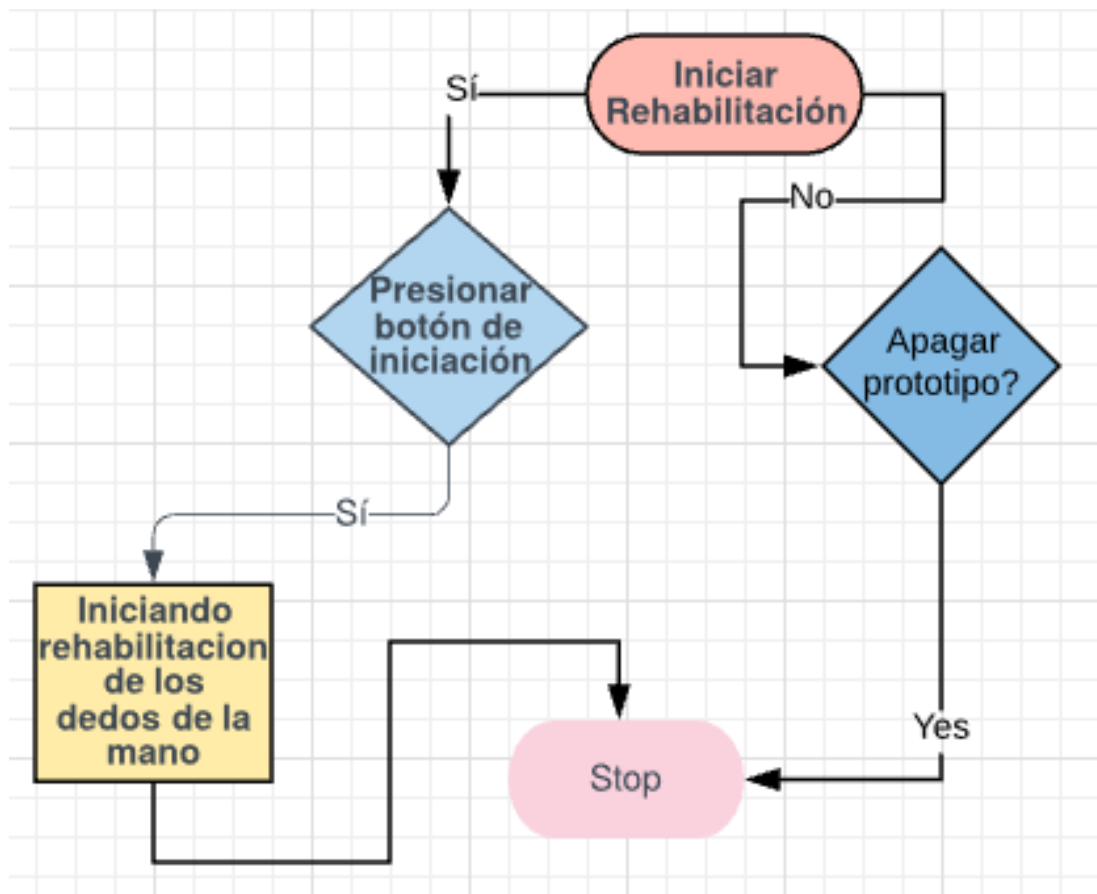 Iniciar
Rehabilitación
Sí
No
Presionar
botón de
iniciación
Apagar
prototipo?
Sí
Iniciando
rehabilitacion
de los
dedos de la
mano
Yes
Stop